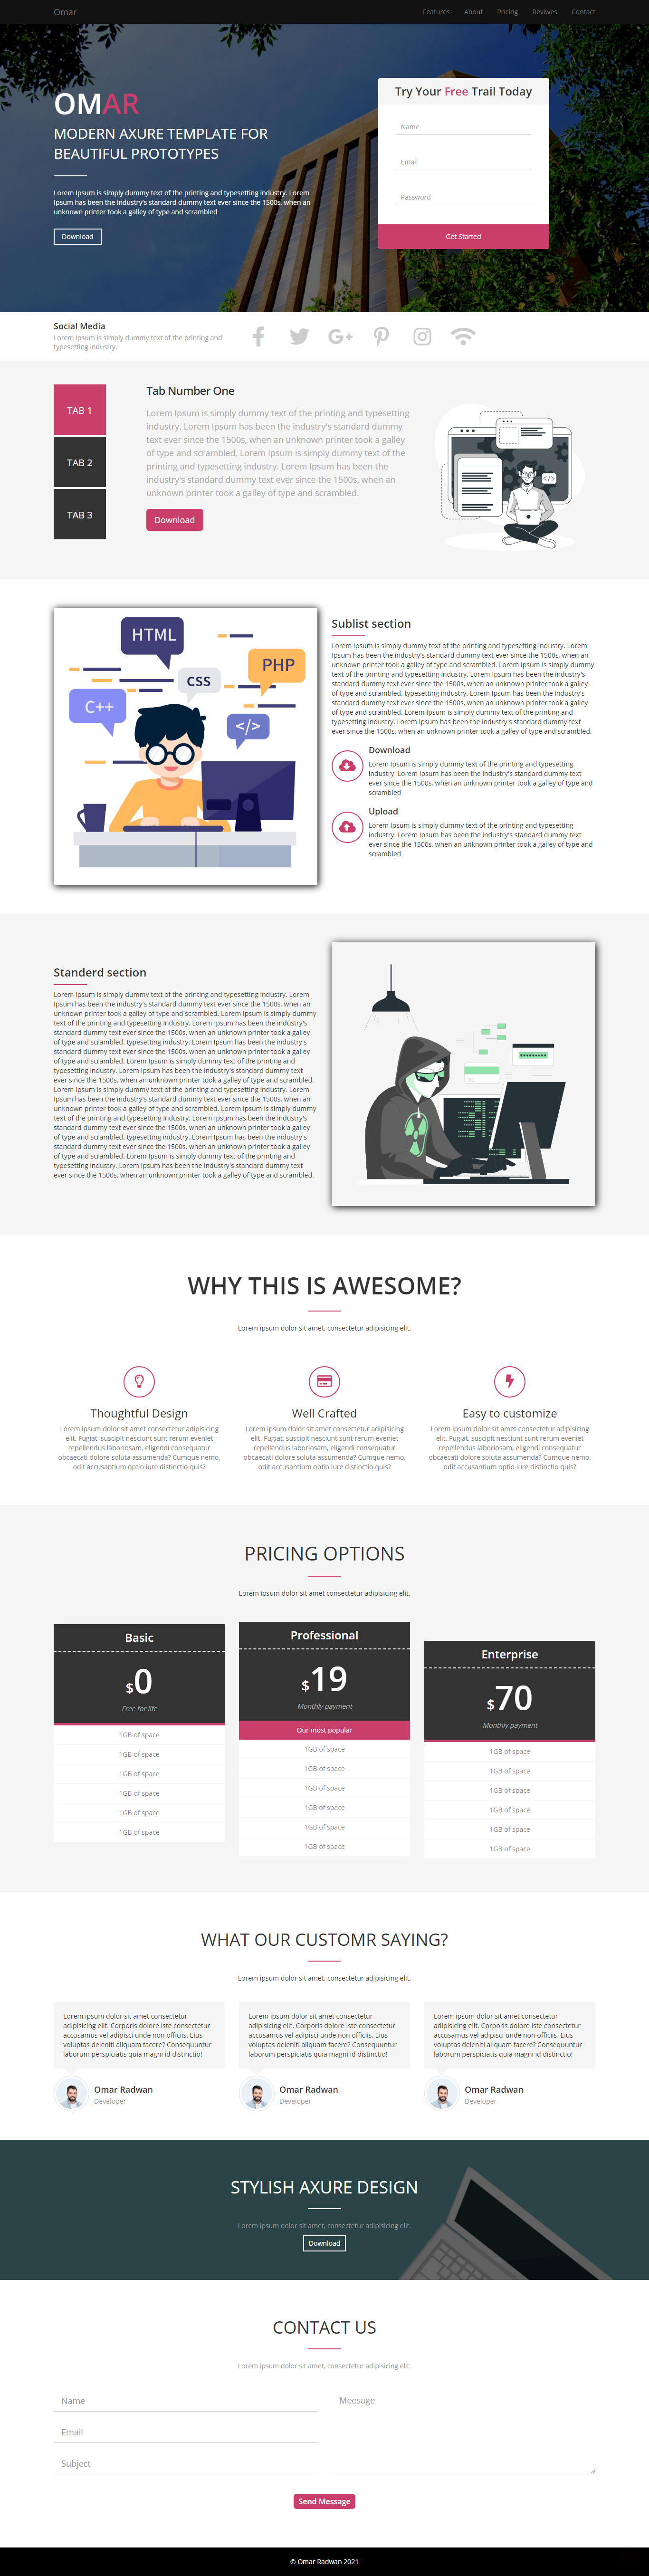 Omar
Features About Pricing Reviwes Contact
OMAR
MODERN AXURE TEMPLATE FOR
BEAUTIFUL PROTOTYPES
Lorem Ipsum is simply dummy text of the printing and typesetting industry. Lorem
Ipsum has been the industry's standard dummy text ever since the 1500s, when an
unknown printer took a galley of type and scrambled
Download
Try Your Free Trail Today
Name
Email
Password
Get Started
Social Media
Lorem Ipsum is simply dummy text of the printing and
typesetting industry.
TAB 1
TAB 2
TAB 3
Tab Number One
Lorem Ipsum is simply dummy text of the printing and typesetting
industry. Lorem Ipsum has been the industry's standard dummy
text ever since the 1500s, when an unknown printer took a galley
of type and scrambled, Lorem Ipsum is simply dummy text of the
printing and typesetting industry. Lorem Ipsum has been the
industry's standard dummy text ever since the 1500s, when an
unknown printer took a galley of type and scrambled.
Download
</>
HTML
PHP
CSS
C++
</>
Sublist section
Lorem Ipsum is simply dummy text of the printing and typesetting industry. Lorem
Ipsum has been the industry's standard dummy text ever since the 1500s, when an
unknown printer took a galley of type and scrambled. Lorem Ipsum is simply dummy
text of the printing and typesetting industry. Lorem Ipsum has been the industry's
standard dummy text ever since the 1500s, when an unknown printer took a galley
of type and scrambled. typesetting industry. Lorem Ipsum has been the industry's
standard dummy text ever since the 1500s, when an unknown printer took a galley
of type and scrambled. Lorem Ipsum is simply dummy text of the printing and
typesetting industry. Lorem Ipsum has been the industry's standard dummy text
ever since the 1500s, when an unknown printer took a galley of type and scrambled.
Download
Lorem Ipsum is simply dummy text of the printing and typesetting
industry. Lorem Ipsum has been the industry's standard dummy text
ever since the 1500s, when an unknown printer took a galley of type and
scrambled
Upload
Lorem Ipsum is simply dummy text of the printing and typesetting
industry. Lorem Ipsum has been the industry's standard dummy text
ever since the 1500s, when an unknown printer took a galley of type and
scrambled
Standerd section
Lorem Ipsum is simply dummy text of the printing and typesetting industry. Lorem
Ipsum has been the industry's standard dummy text ever since the 1500s, when an
unknown printer took a galley of type and scrambled. Lorem Ipsum is simply dummy
text of the printing and typesetting industry. Lorem Ipsum has been the industry's
standard dummy text ever since the 1500s, when an unknown printer took a galley
of type and scrambled. typesetting industry. Lorem Ipsum has been the industry's
standard dummy text ever since the 1500s, when an unknown printer took a galley
of type and scrambled. Lorem Ipsum is simply dummy text of the printing and
typesetting industry. Lorem Ipsum has been the industry's standard dummy text
ever since the 1500s, when an unknown printer took a galley of type and scrambled.
Lorem Ipsum is simply dummy text of the printing and typesetting industry. Lorem
Ipsum has been the industry's standard dummy text ever since the 1500s, when an
unknown printer took a galley of type and scrambled. Lorem Ipsum is simply dummy
text of the printing and typesetting industry. Lorem Ipsum has been the industry's
standard dummy text ever since the 1500s, when an unknown printer took a galley
of type and scrambled. typesetting industry. Lorem Ipsum has been the industry's
standard dummy text ever since the 1500s, when an unknown printer took a galley
of type and scrambled. Lorem Ipsum is simply dummy text of the printing and
typesetting industry. Lorem Ipsum has been the industry's standard dummy text
ever since the 1500s, when an unknown printer took a galley of type and scrambled.
WHY THIS IS AWESOME?
Lorem ipsum dolor sit amet, consectetur adipisicing elit.
Thoughtful Design
Lorem ipsum dolor sit amet consectetur adipisicing
elit. Fugiat, suscipit nesciunt sunt rerum eveniet
repellendus laboriosam, eligendi consequatur
obcaecati dolore soluta assumenda? Cumque nemo,
odit accusantium optio iure distinctio quis?
Well Crafted
Lorem ipsum dolor sit amet consectetur adipisicing
elit. Fugiat, suscipit nesciunt sunt rerum eveniet
repellendus laboriosam, eligendi consequatur
obcaecati dolore soluta assumenda? Cumque nemo,
odit accusantium optio iure distinctio quis?
Easy to customize
Lorem ipsum dolor sit amet consectetur adipisicing
elit. Fugiat, suscipit nesciunt sunt rerum eveniet
repellendus laboriosam, eligendi consequatur
obcaecati dolore soluta assumenda? Cumque nemo,
odit accusantium optio iure distinctio quis?
PRICING OPTIONS
Lorem ipsum dolor sit amet consectetur adipisicing elit.
Basic
$0
Free for life
1GB of space
1GB of space
1GB of space
1GB of space
1GB of space
1GB of space
Professional
$19
Monthly payment
Our most popular
1GB of space
1GB of space
1GB of space
1GB of space
1GB of space
1GB of space
Enterprise
$70
Monthly payment
1GB of space
1GB of space
1GB of space
1GB of space
1GB of space
1GB of space
WHAT OUR CUSTOMR SAYING?
Lorem ipsum dolor sit amet, consectetur adipisicing elit.
Lorem ipsum dolor sit amet consectetur
adipisicing elit. Corporis dolore iste consectetur
accusamus vel adipisci unde non officiis. Eius
voluptas deleniti aliquam facere? Consequuntur
laborum perspiciatis quia magni id distinctio!
Omar Radwan
Developer
Lorem ipsum dolor sit amet consectetur
adipisicing elit. Corporis dolore iste consectetur
accusamus vel adipisci unde non officiis. Eius
voluptas deleniti aliquam facere? Consequuntur
laborum perspiciatis quia magni id distinctio!
Omar Radwan
Developer
Lorem ipsum dolor sit amet consectetur
adipisicing elit. Corporis dolore iste consectetur
accusamus vel adipisci unde non officiis. Eius
voluptas deleniti aliquam facere? Consequuntur
laborum perspiciatis quia magni id distinctio!
Omar Radwan
Developer
STYLISH AXURE DESIGN
Lorem ipsum dolor sit amet, consectetur adipisicing elit.
Download
CONTACT US
Lorem ipsum dolor sit amet, consectetur adipisicing elit.
Name
Email
Subject
Meesage
Send Message
© Omar Radwan 2021